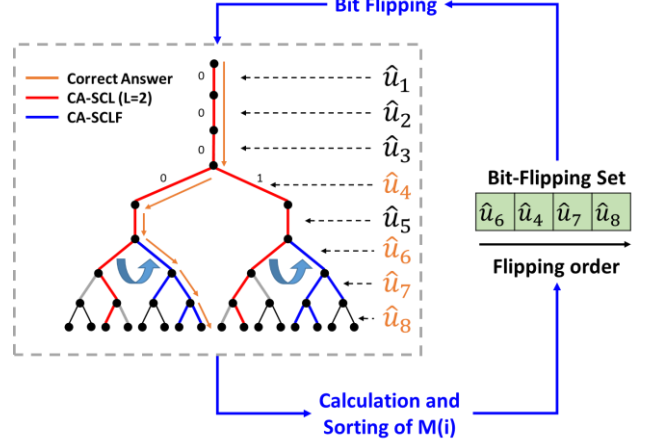 Bit Flipping
Correct Answer
CA-SCL (L=2)
CA-SCLF
0
0
0
0
1
û₁
û₂
û₃
û₄
û₅
û₆
û₇
û₈
Bit-Flipping Set
û₆ û₄ û₇ û₈
Flipping order
Calculation and
Sorting of M(i)